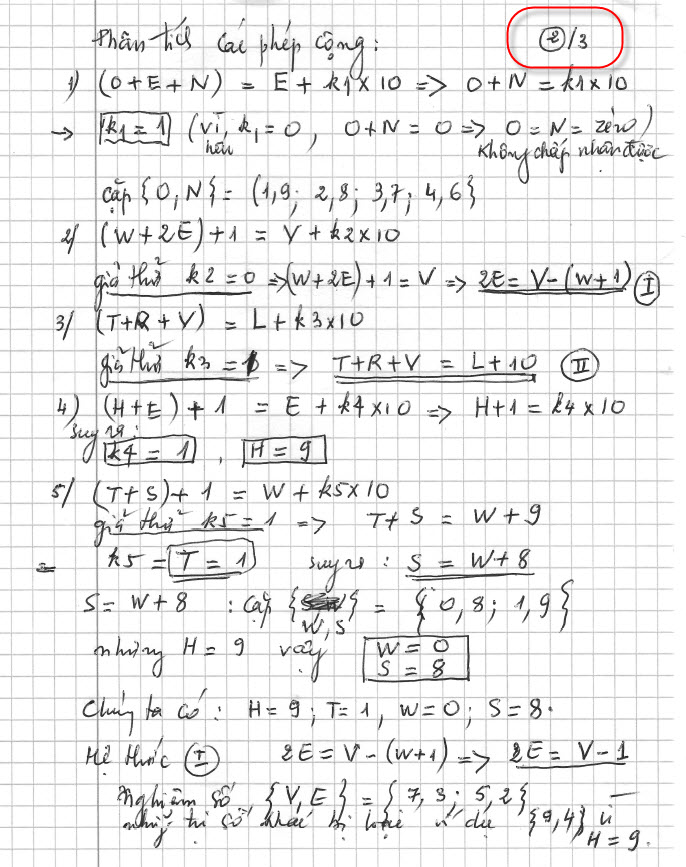 Phân tích các phép cộng : ②/3
1) (O+E+N) = E + k1×10 => O+N = k1×10
→ k1 = 1 (vì, nếu k1=0, O+N = 0 => O=N= zéro)
không chấp nhận được
cặp {O,N} = (1,9; 2,8; 3,7; 4,6}
2/ (W+2E)+1 = V + k2×10
giả thử k2=0 =>(W+2E)+1=V => 2E= V-(W+1) Ⓘ
3/ (T+R+V) = L + k3×10
giả thử k3=1 => T+R+V = L+10 Ⅱ
4) (H+E)+1 = E + k4×10 => H+1 = k4×10
suy ra :
k4 = 1 , H = 9
5/ (T+S)+1 = W + k5×10
giả thử k5=1 => T+S = W+9
k5 = T = 1 suy ra : S = W+8
S= W+8 : cặp {W,S} = {0,8; 1,9}
nhưng H=9 vậy W=0
S=8
Chúng ta có : H=9; T=1, W=0; S=8.
Hệ thức Ⓘ 2E=V-(W+1) => 2E = V-1
Nghiệm số, {V,E} = {7,3; 5,2}
những trị số khác bị loại ví dụ {9,4} vì
H=9.